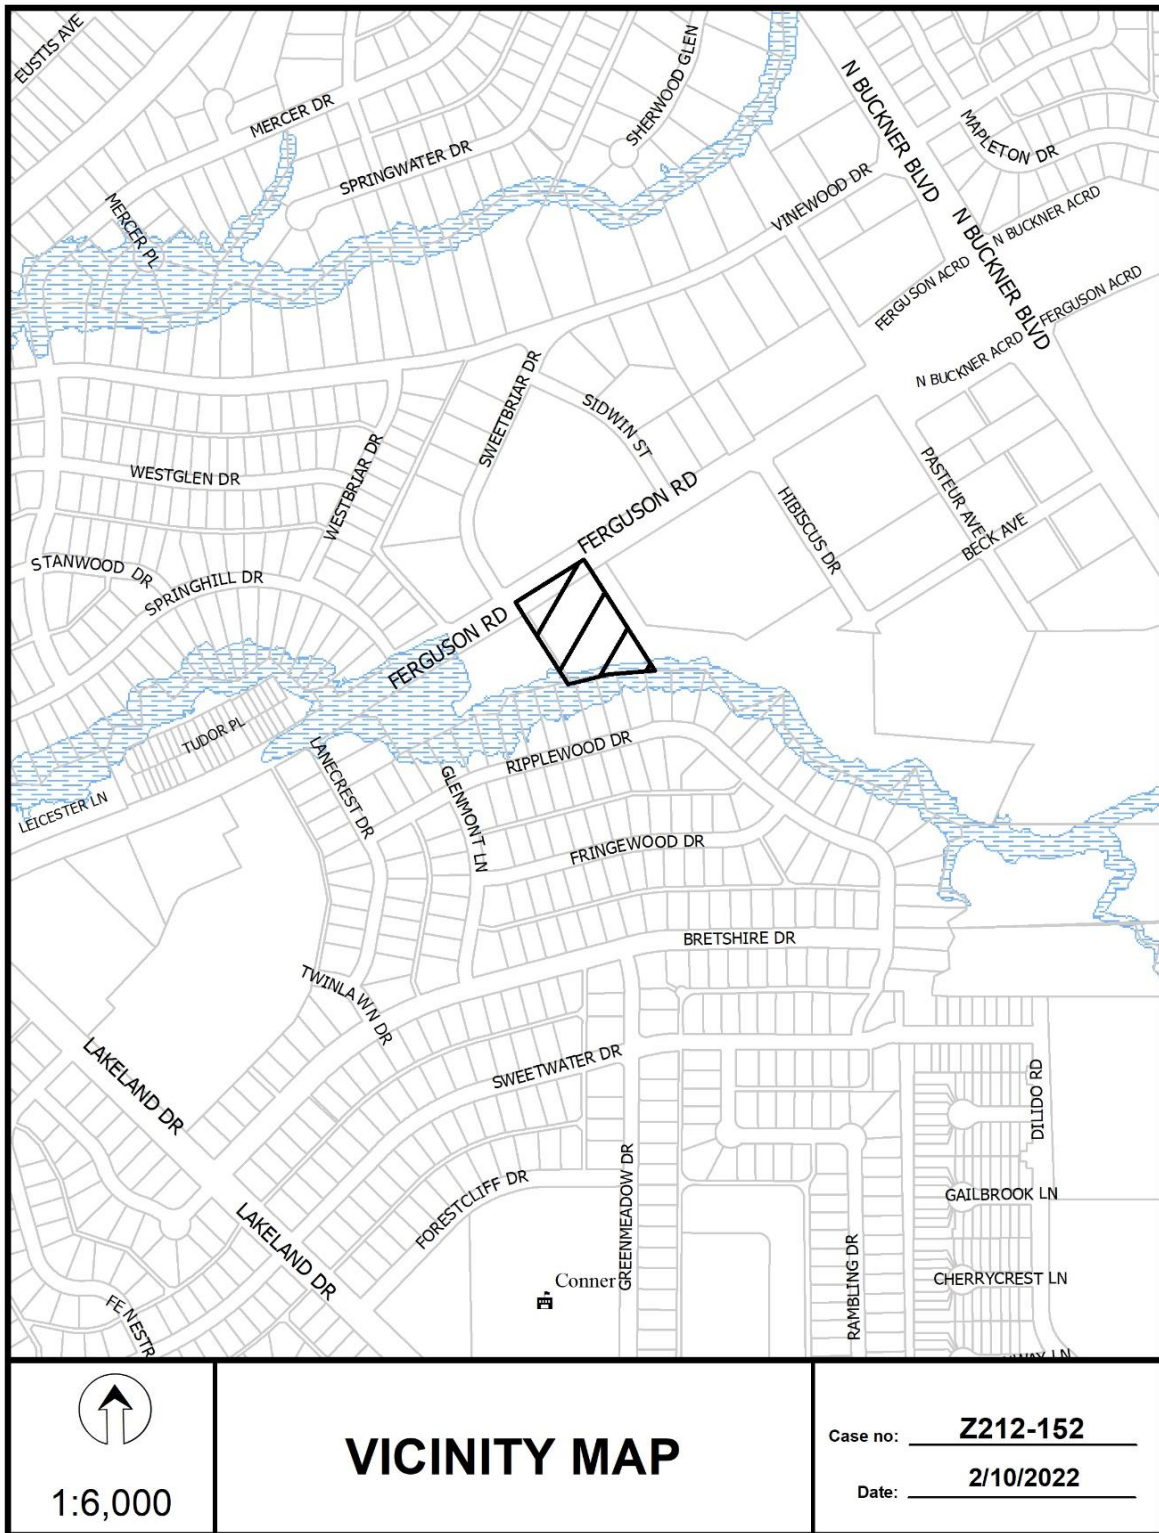 EUSTIS AVE
MERCER DR
SHERWOOD GLEN
N BUCKNER BLVD
MAPLETON DR
SPRINGWATER DR
MERCER PL
VINEWOOD DR
N BUCKNER ACRD
N BUCKNER BLVD
FERGUSON ACRD
FERGUSON ACRD
N BUCKNER ACRD
SWEETBRIAR DR
SIDWIN ST
WESTGLEN DR
WESTBRIAR DR
FERGUSON RD
PASTEUR AVE
HIBISCUS DR
BECK AVE
STANWOOD DR
SPRINGHILL DR
FERGUSON RD
TUDOR PL
RIPPLEWOOD DR
LANECREST DR
GLENMONT LN
LEICESTER LN
FRINGEWOOD DR
BRETSHIRE DR
TWINLAWN DR
LAKELAND DR
SWEETWATER DR
DILIDO RD
GREENMEADOW DR
FORESTCLIFF DR
GAILBROOK LN
LAKELAND DR
RAMBLING DR
Conner
CHERRYCREST LN
FENESTR
1:6,000
VICINITY MAP
Case no: Z212-152
Date: 2/10/2022